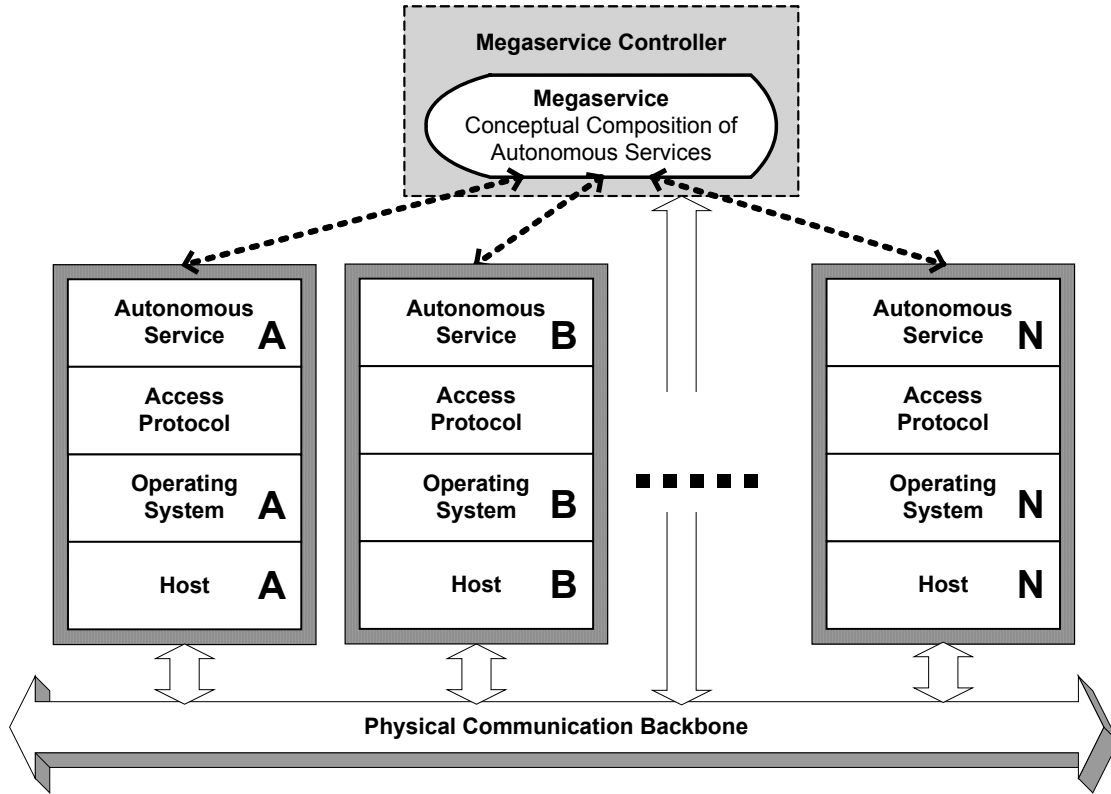 Megaservice Controller
Megaservice
Conceptual Composition of
Autonomous Services
Autonomous
Service A
Access
Protocol
Operating
System A
Host A
Autonomous
Service B
Access
Protocol
Operating
System B
Host B
Autonomous
Service N
Access
Protocol
Operating
System N
Host N
Physical Communication Backbone